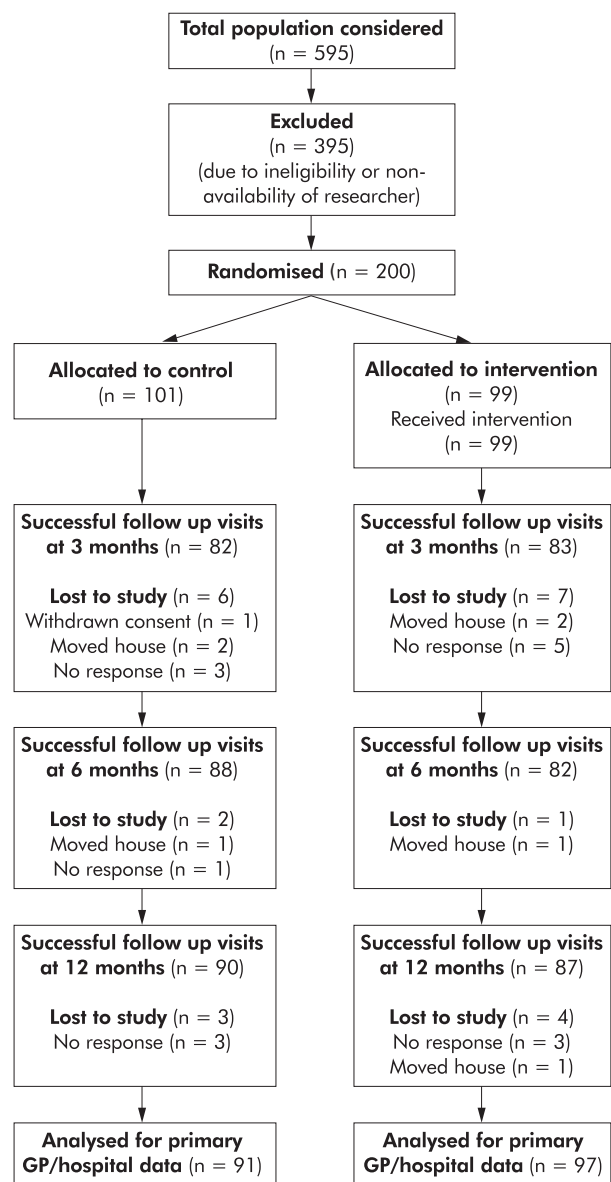 Total population considered
(n = 595)
Excluded
(n = 395)
(due to ineligibility or non-
availability of researcher)
Randomised (n = 200)
Allocated to control
(n = 101)
Allocated to intervention
(n = 99)
Received intervention
(n = 99)
Successful follow up visits
at 3 months (n = 82)
Lost to study (n = 6)
Withdrawn consent (n = 1)
Moved house (n = 2)
No response (n = 3)
Successful follow up visits
at 3 months (n = 83)
Lost to study (n = 7)
Moved house (n = 2)
No response (n = 5)
Successful follow up visits
at 6 months (n = 88)
Lost to study (n = 2)
Moved house (n = 1)
No response (n = 1)
Successful follow up visits
at 6 months (n = 82)
Lost to study (n = 1)
Moved house (n = 1)
Successful follow up visits
at 12 months (n = 90)
Lost to study (n = 3)
No response (n = 3)
Successful follow up visits
at 12 months (n = 87)
Lost to study (n = 4)
No response (n = 3)
Moved house (n = 1)
Analysed for primary
GP/hospital data (n = 91)
Analysed for primary
GP/hospital data (n = 97)